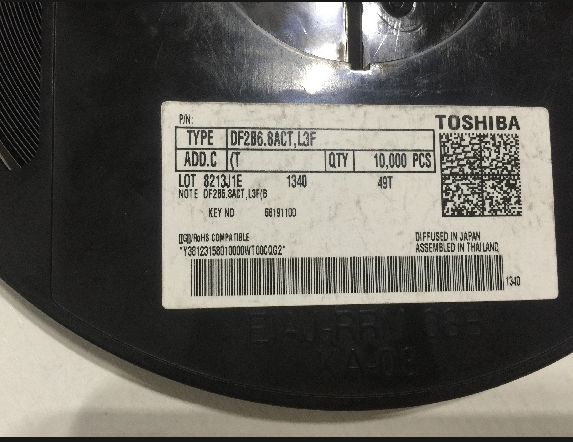 P/N:
TOSHIBA
TYPE DF2B6.8ACT,L3F
ADD.C (T QTY 10,000 PCS
LOT 8213J1E 1340 49T
NOTE DF2B6.8ACT,L3F(B
KEY NO 68191100
[[G]]/RoHS COMPATIBLE
DIFFUSED IN JAPAN
ASSEMBLED IN THAILAND
1340